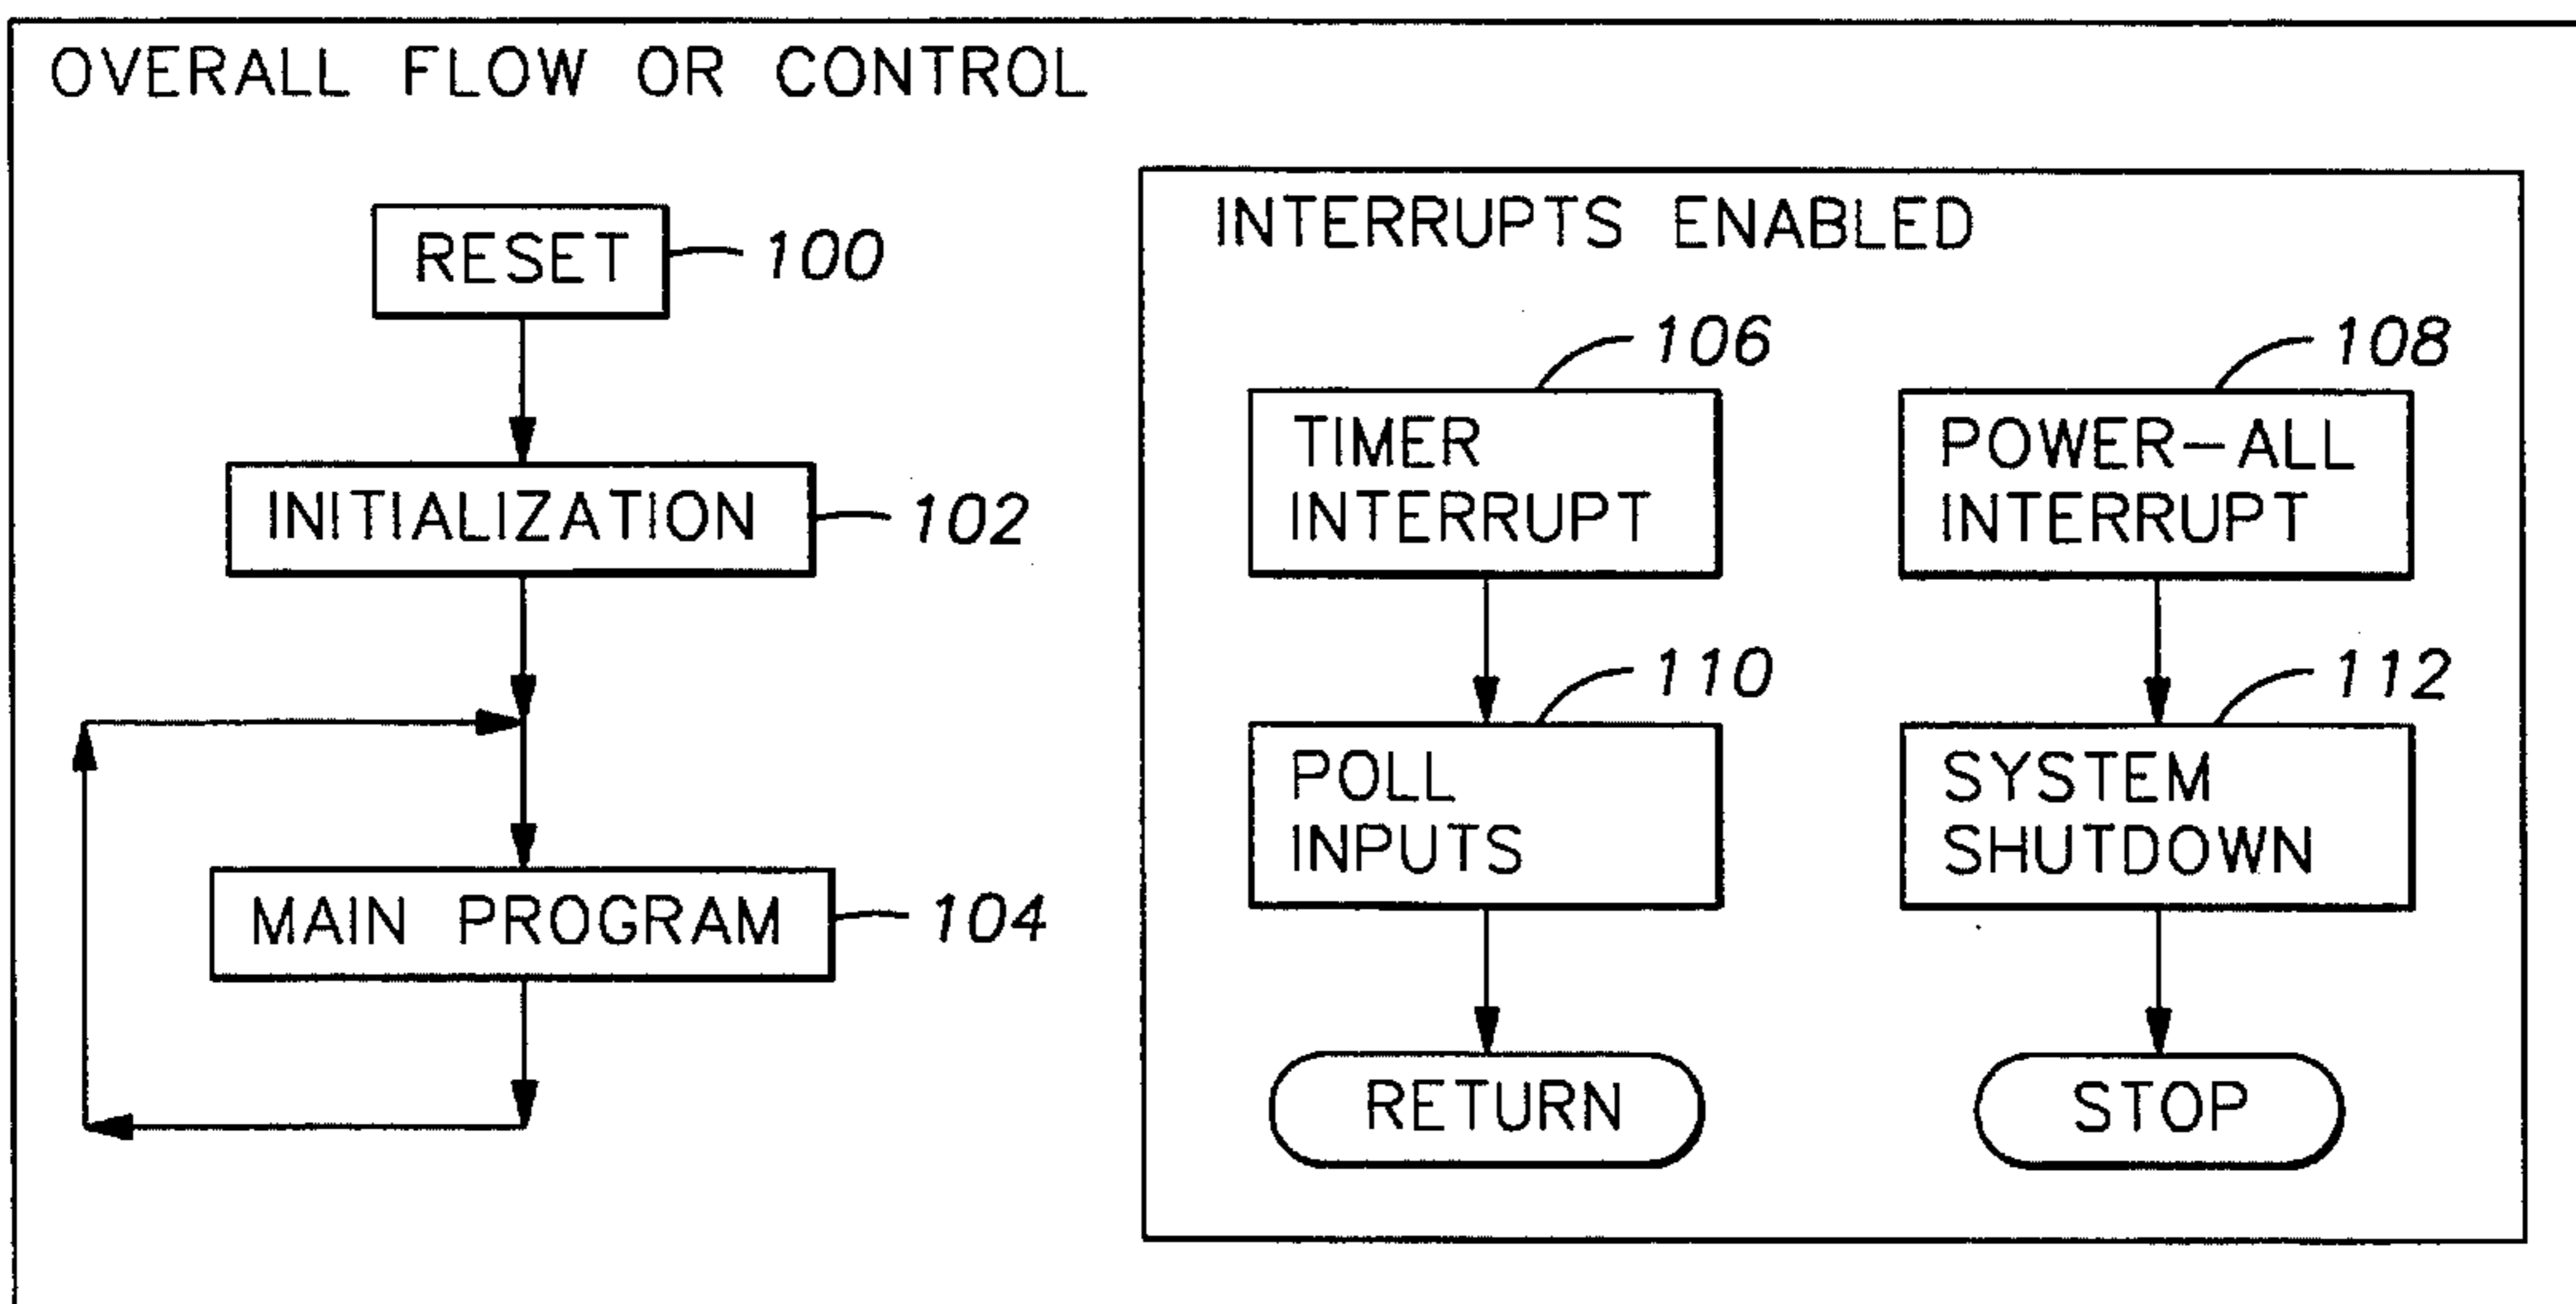 OVERALL FLOW OR CONTROL
RESET
100
INITIALIZATION
102
MAIN PROGRAM
104
INTERRUPTS ENABLED
106
TIMER
INTERRUPT
110
POLL
INPUTS
RETURN
108
POWER-ALL
INTERRUPT
112
SYSTEM
SHUTDOWN
STOP